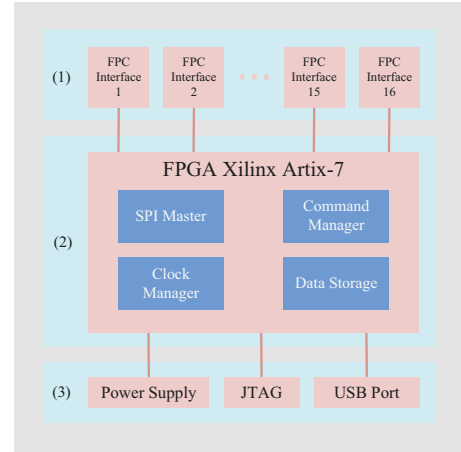 (1)
FPC
Interface
1
FPC
Interface
2
FPC
Interface
15
FPC
Interface
16
(2)
FPGA Xilinx Artix-7
SPI Master
Command
Manager
Clock
Manager
Data Storage
(3)
Power Supply
JTAG
USB Port